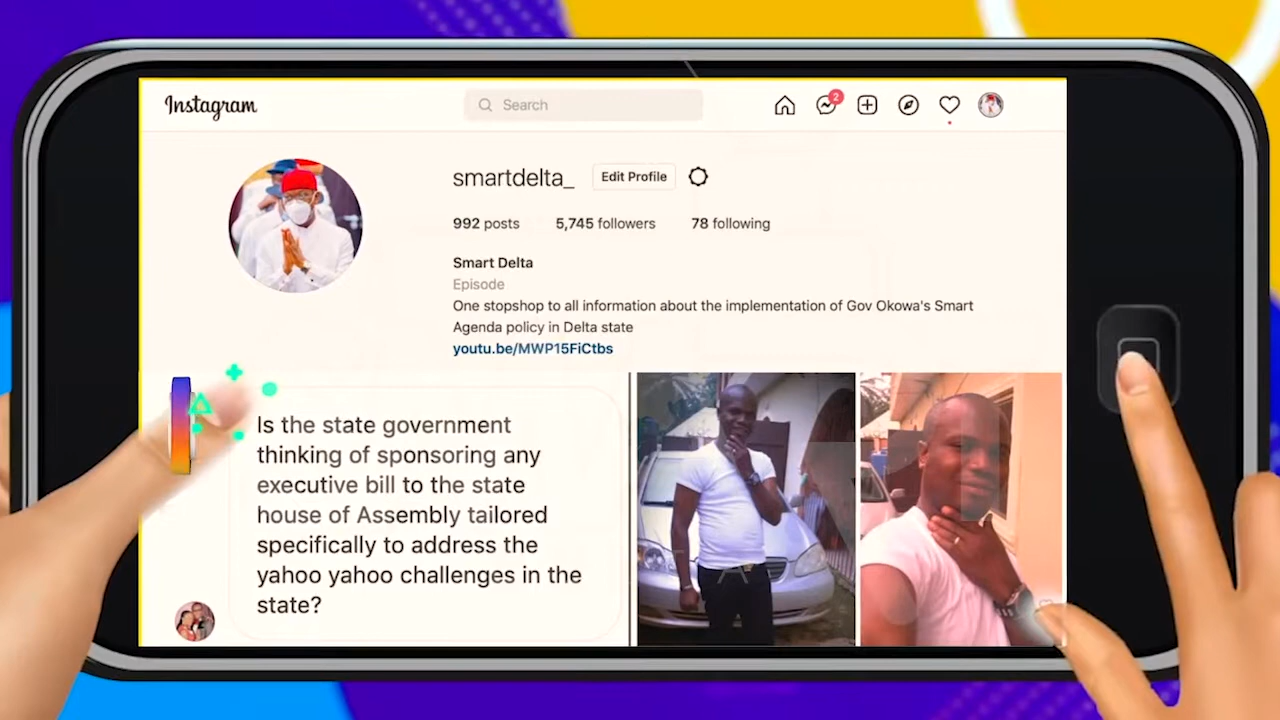 Instagram
Search
2
smartdelta_
Edit Profile
992 posts
5,745 followers
78 following
Smart Delta
Episode
One stopshop to all information about the implementation of Gov Okowa's Smart
Agenda policy in Delta state
youtu.be/MWP15FiCtbs
Is the state government
thinking of sponsoring any
executive bill to the state
house of Assembly tailored
specifically to address the
yahoo yahoo challenges in the
state?